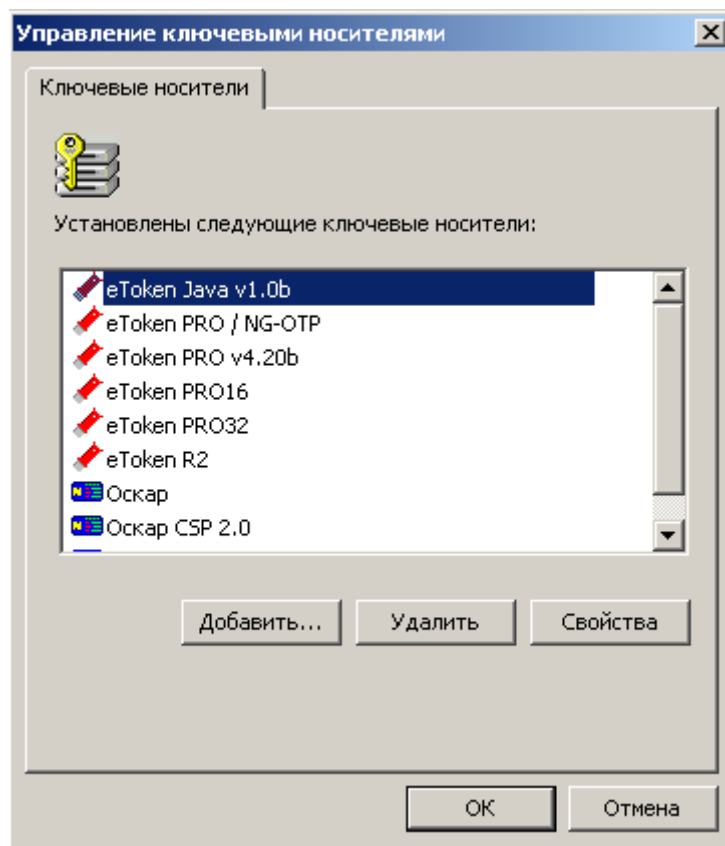 Управление ключевыми носителями
Ключевые носители
Установлены следующие ключевые носители:
eToken Java v1.0b
eToken PRO / NG-OTP
eToken PRO v4.20b
eToken PRO16
eToken PRO32
eToken R2
Оскар
Оскар CSP 2.0
Добавить... Удалить Свойства
OK Отмена